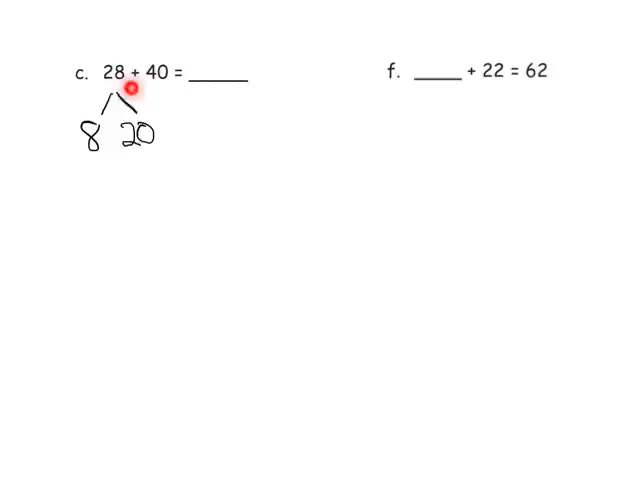 c. 28 + 40 = ______
8 20
f. _____ + 22 = 62